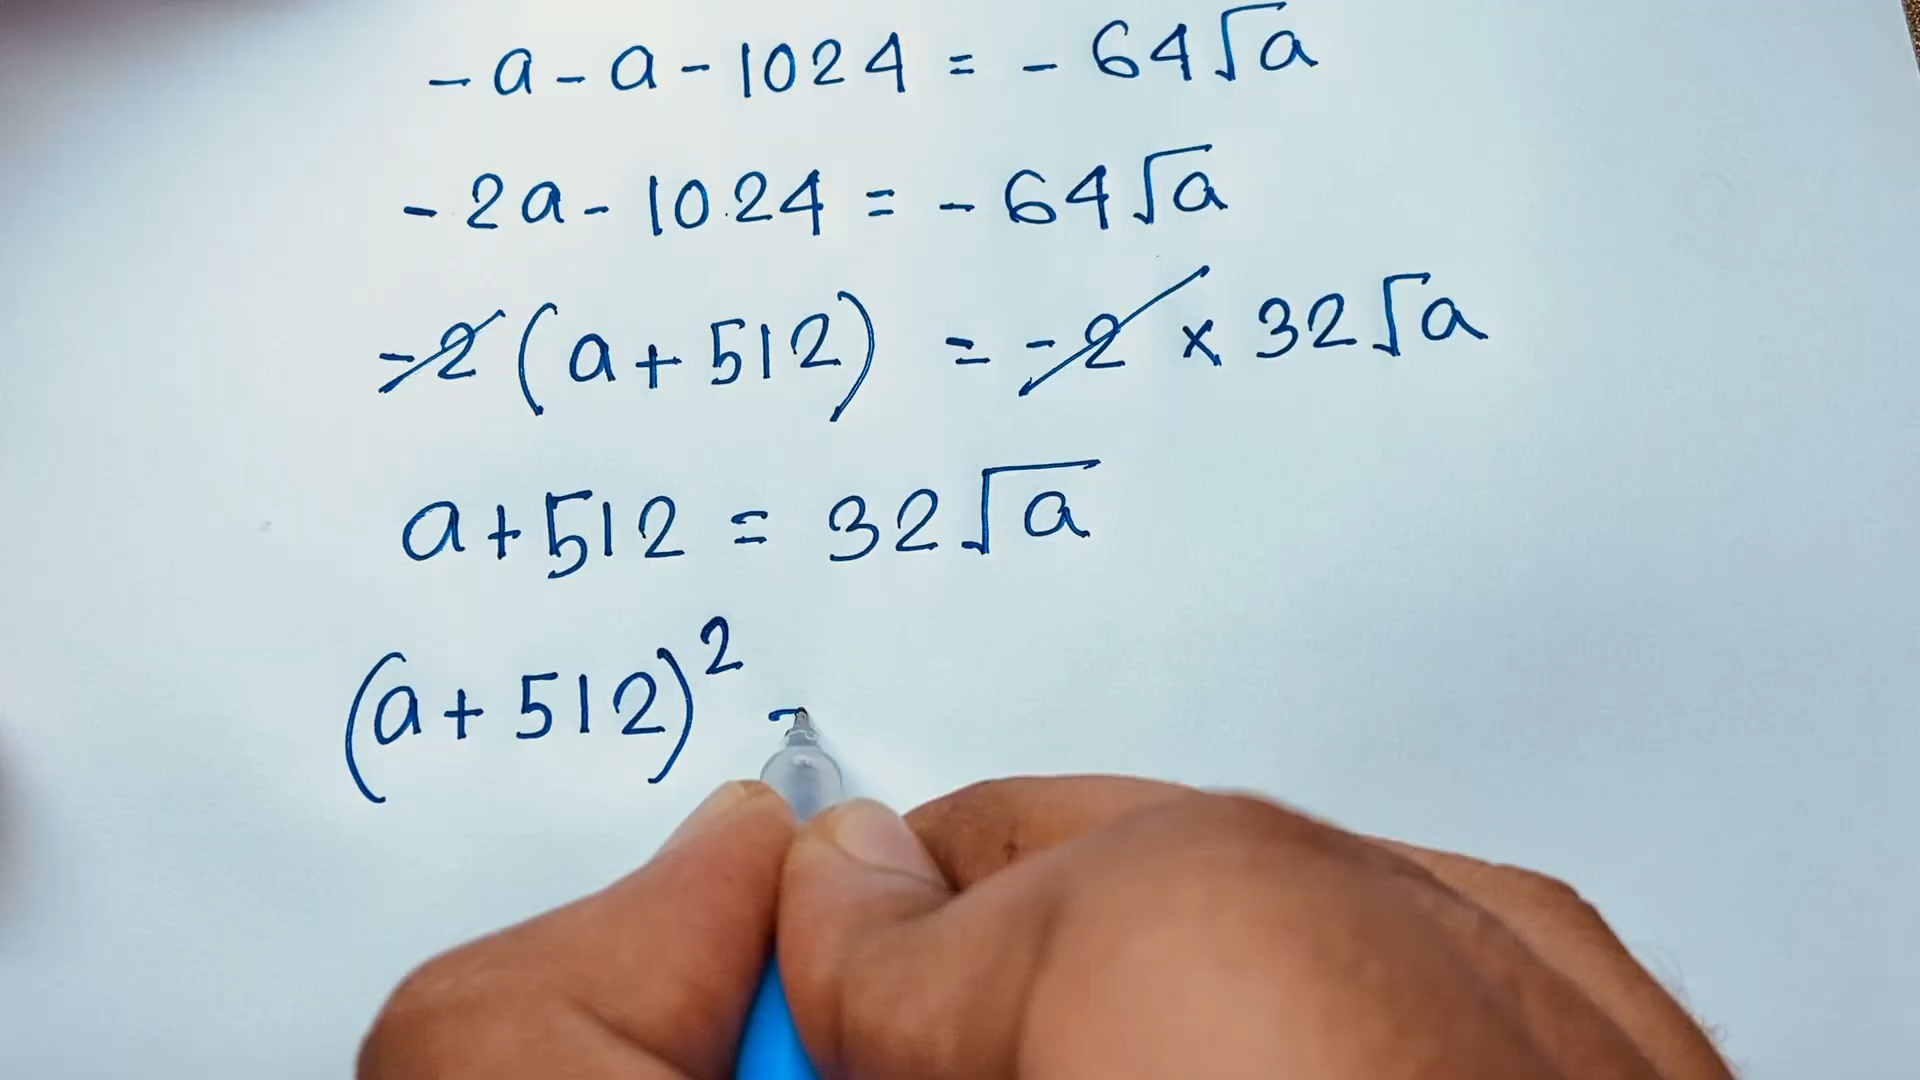 -a-a-1024 = -64√a
-2a-1024 = -64√a
-2(a+512) = -2 × 32√a
a+512 = 32√a
(a+512)² -